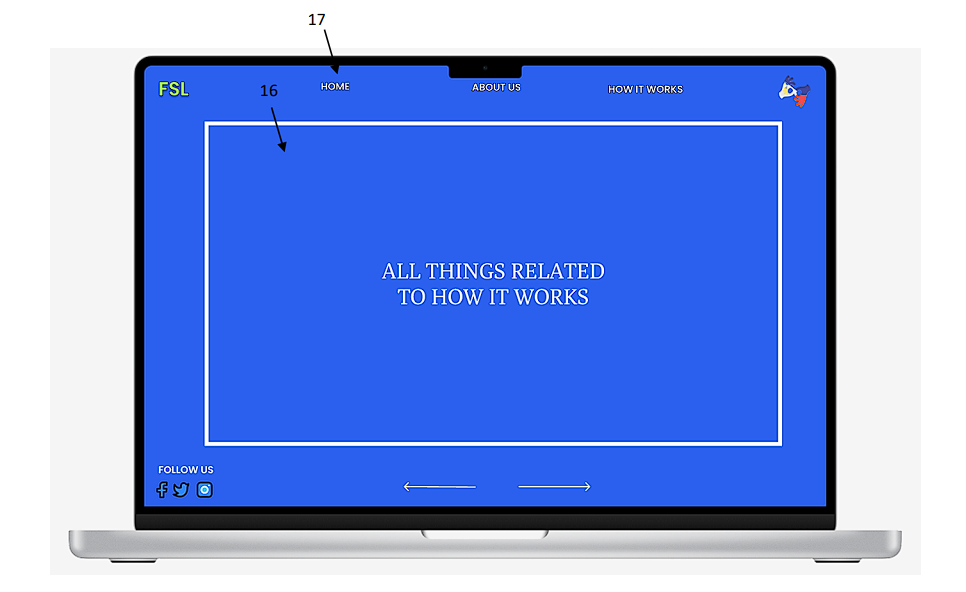 17
16
FSL
HOME
ABOUT US
HOW IT WORKS
ALL THINGS RELATED
TO HOW IT WORKS
FOLLOW US